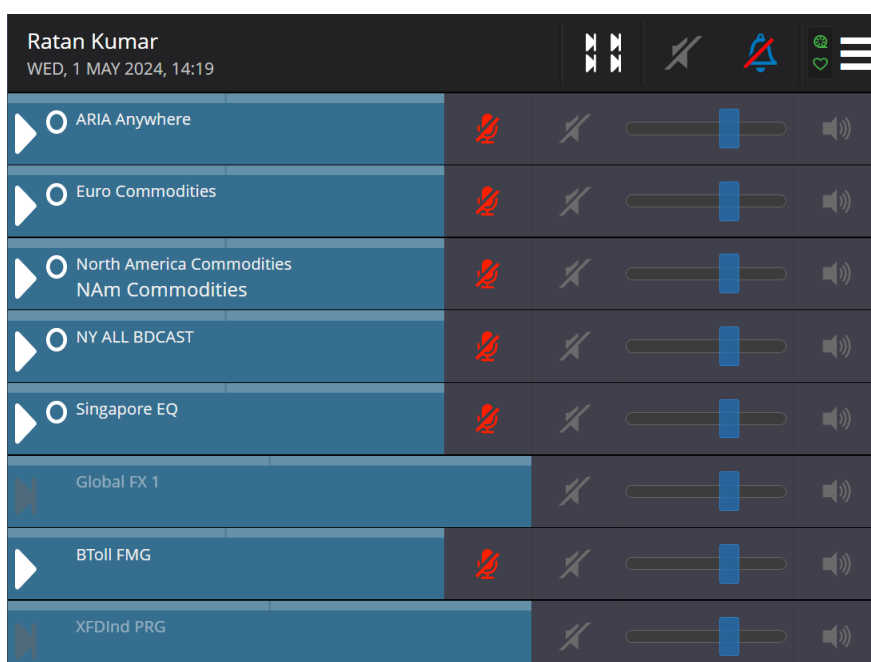 Ratan Kumar
WED, 1 MAY 2024, 14:19
ARIA Anywhere
Euro Commodities
North America Commodities
NAm Commodities
NY ALL BDCAST
Singapore EQ
Global FX 1
BToll FMG
XFDInd PRG